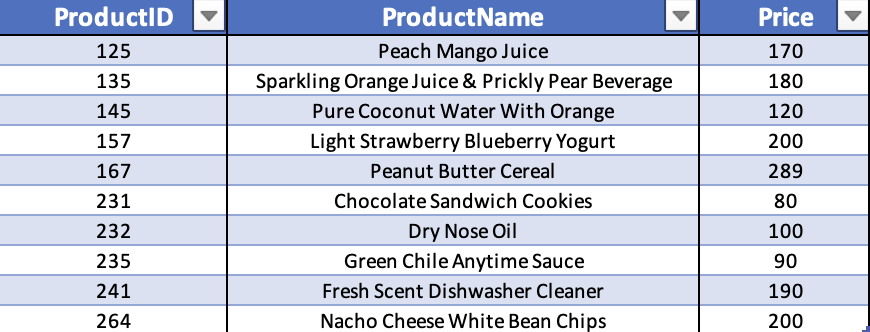 ProductID ProductName Price
125 Peach Mango Juice 170
135 Sparkling Orange Juice & Prickly Pear Beverage 180
145 Pure Coconut Water With Orange 120
157 Light Strawberry Blueberry Yogurt 200
167 Peanut Butter Cereal 289
231 Chocolate Sandwich Cookies 80
232 Dry Nose Oil 100
235 Green Chile Anytime Sauce 90
241 Fresh Scent Dishwasher Cleaner 190
264 Nacho Cheese White Bean Chips 200